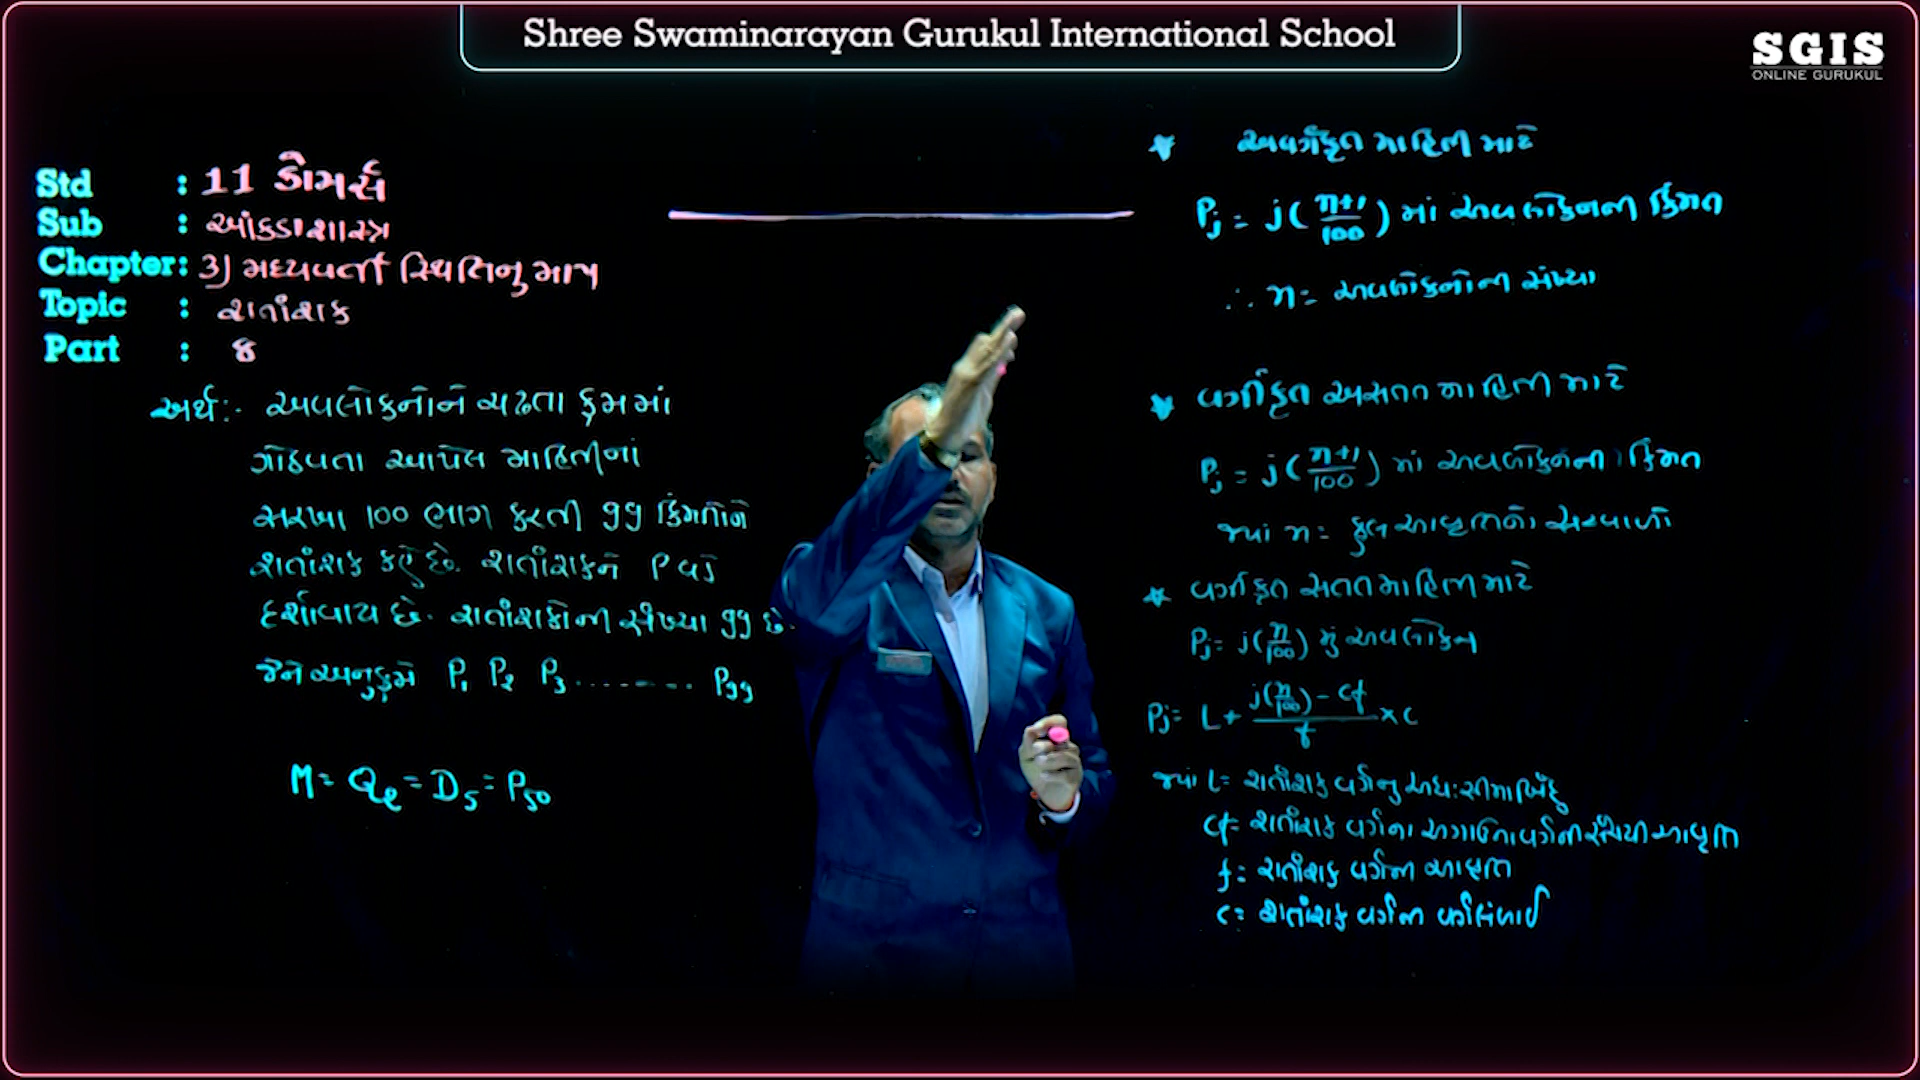 Shree Swaminarayan Gurukul International School
SGIS
ONLINE GURUKUL
Std : 11 કોમર્સ
Sub : આંકડાશાસ્ત્ર
Chapter: 3) મધ્યવર્તી સ્થિતિનું માપ
Topic : શતાંશક
Part : 8
અર્થ:- અવલોકનોને ચઢતા ક્રમમાં
ગોઠવતા આપેલ માહિતીનાં
સરખા 100 ભાગ કરતી 99 કિંમતોને
શતાંશક કહે છે. શતાંશકને P વડે
દર્શાવાય છે. શતાંશકોની સંખ્યા 99 છે.
જેને અનુક્રમે P₁ P₂ P₃ ........ P₉₉
M = Q₂ = D₅ = P₅₀
★ અવર્ગીકૃત માહિતી માટે
Pⱼ = j(n+1/100) માં અવલોકનની કિંમત
∴ n = અવલોકનોની સંખ્યા
★ વર્ગીકૃત અસતત માહિતી માટે
Pⱼ = j(n+1/100) માં અવલોકનની કિંમત
જ્યાં n = કુલ આવૃત્તિનો સરવાળો
★ વર્ગીકૃત સતત માહિતી માટે
Pⱼ = j(n/100) મું અવલોકન
Pⱼ = L + (j(n/100) - cf)/f × c
જ્યાં L = શતાંશક વર્ગનું અધ:સીમાબિંદુ
cf = શતાંશક વર્ગના આગળના વર્ગની સંચયી આવૃત્તિ
f = શતાંશક વર્ગની આવૃત્તિ
c = શતાંશક વર્ગની વર્ગલંબાઈ